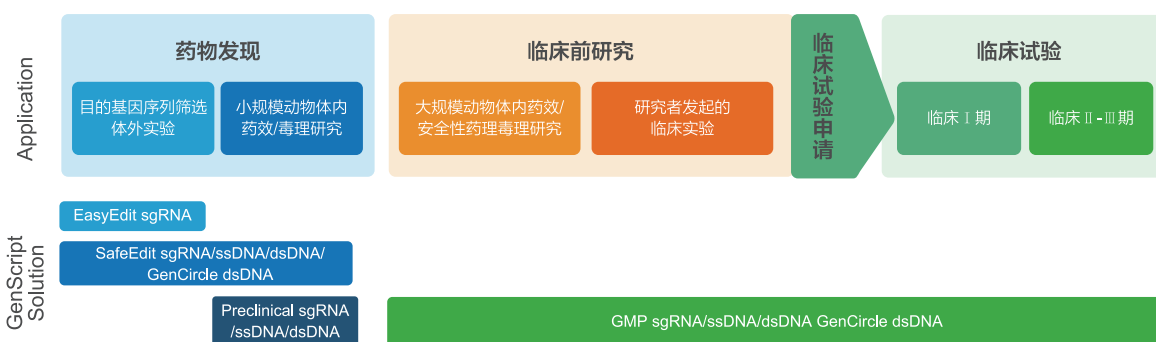 Application
药物发现
目的基因序列筛选
体外实验
小规模动物体内
药效/毒理研究
临床前研究
大规模动物体内药效/
安全性药理毒理研究
研究者发起的
临床实验
临床试验申请
临床试验
临床Ⅰ期
临床Ⅱ-Ⅲ期
GenScript
Solution
EasyEdit sgRNA
SafeEdit sgRNA/ssDNA/dsDNA/
GenCircle dsDNA
Preclinical sgRNA
/ssDNA/dsDNA
GMP sgRNA/ssDNA/dsDNA GenCircle dsDNA